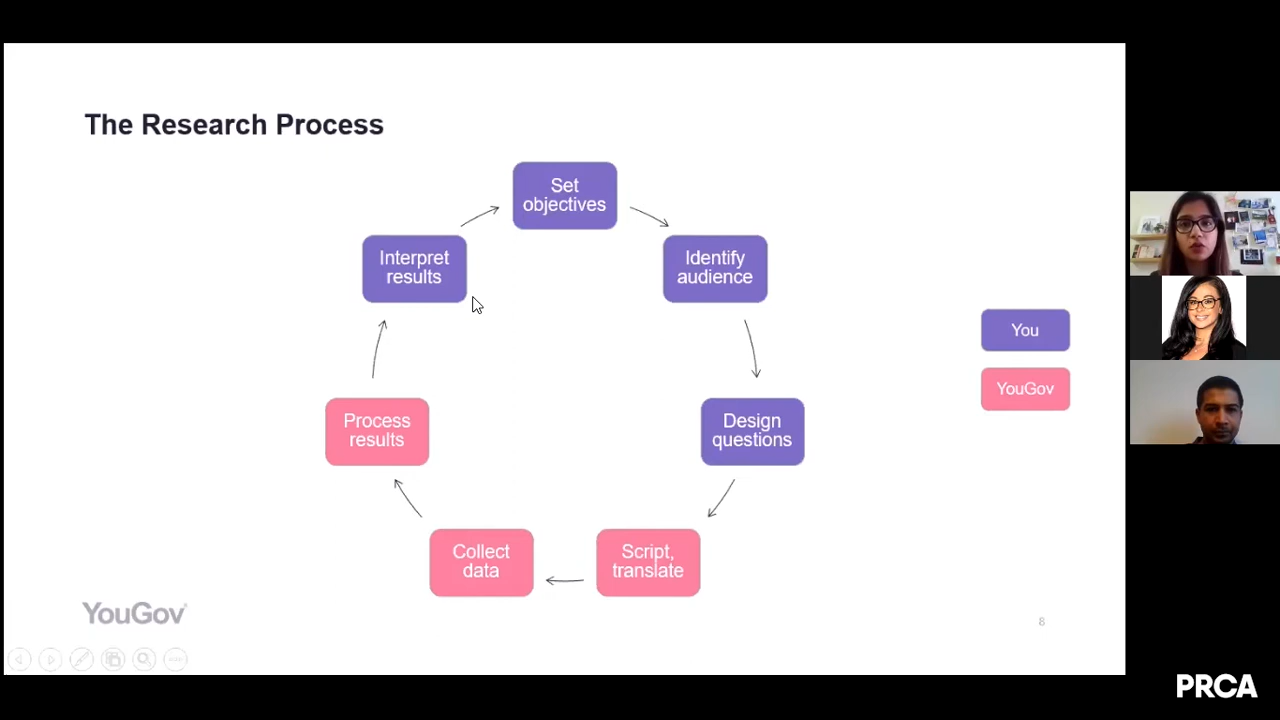 The Research Process
Set
objectives
Identify
audience
Design
questions
Script,
translate
Collect
data
Process
results
Interpret
results
You
YouGov
YouGov
8
PRCA